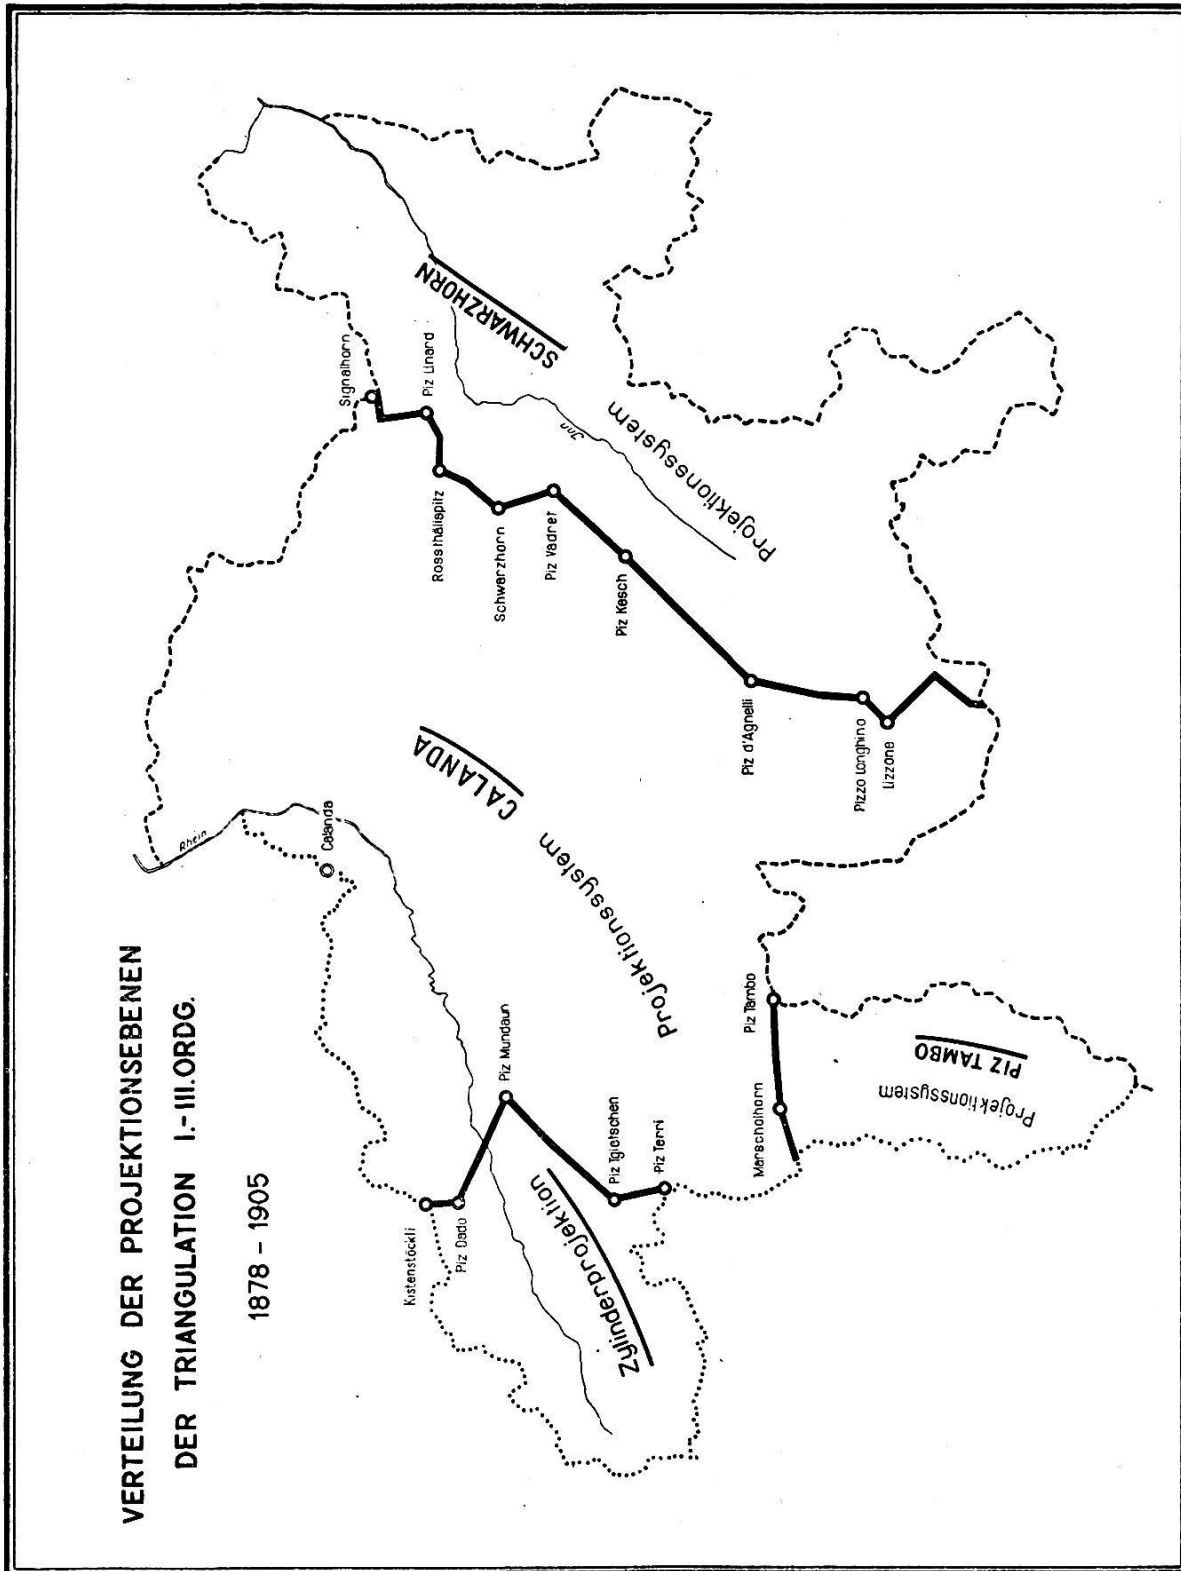 VERTEILUNG DER PROJEKTIONSEBENEN
DER TRIANGULATION I.-III.ORDG.
1878 - 1905
Rhein
Calanda
Signalhorn
Piz Linard
Rossthälispitz
Schwarzhorn
Piz Vadret
Piz Kesch
Piz d'Agnelli
Pizzo Longhino
Lizzone
Projektionssystem
SCHWARZHORN
Jnn
Projektionssystem
CALANDA
Kistenstöckli
Piz Dado
Piz Mundaun
Piz Tgietschen
Piz Terri
Zylinderprojektion
Marscholhorn
Piz Tambo
Projektionssystem
PIZ TAMBO